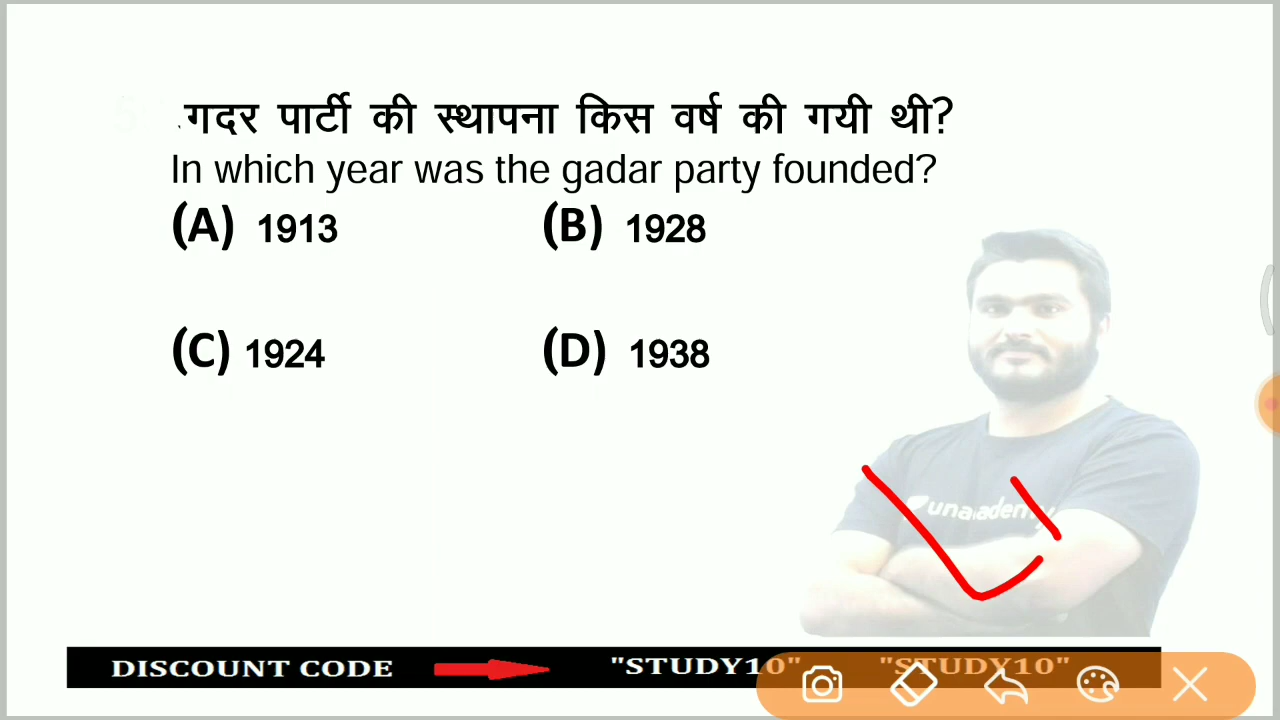 गदर पार्टी की स्थापना किस वर्ष की गयी थी?
In which year was the gadar party founded?
(A) 1913 (B) 1928
(C) 1924 (D) 1938
unacademy
DISCOUNT CODE "STUDY10" "STUDY10"